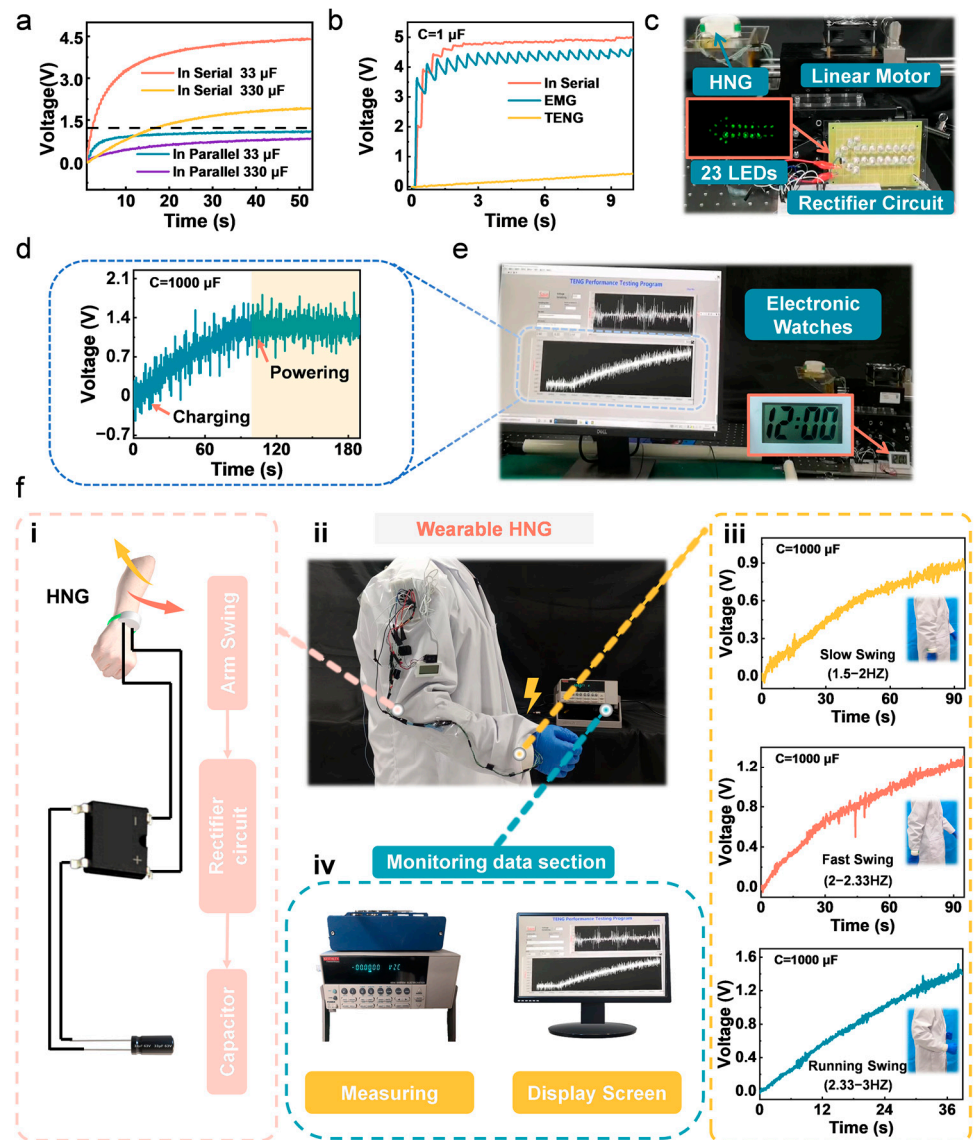 a
Voltage(V)
4.5
3.0
1.5
0.0
In Serial 33 μF
In Serial 330 μF
In Parallel 33 μF
In Parallel 330 μF
10 20 30 40 50
Time (s)
b
Voltage (V)
C=1 μF
5
4
3
2
1
0
In Serial
EMG
TENG
0 3 6 9
Time (s)
c
HNG
Linear Motor
23 LEDs
Rectifier Circuit
d
Voltage (V)
C=1000 μF
2.1
1.4
0.7
0
−0.7
Powering
Charging
0 60 120 180
Time (s)
e
TENG Performance Testing Program
Electronic
Watches
12:00
DELL
f
i
HNG
Arm Swing
Rectifier
circuit
Capacitor
ii
Wearable HNG
iii
C=1000 μF
Voltage (V)
0.9
0.6
0.3
0.0
Slow Swing
(1.5−2HZ)
0 30 60 90
Time (s)
C=1000 μF
Voltage (V)
1.2
0.8
0.4
0.0
Fast Swing
(2−2.33HZ)
0 30 60 90
Time (s)
C=1000 μF
Voltage (V)
1.6
1.2
0.8
0.4
0.0
Running Swing
(2.33−3HZ)
0 12 24 36
Time (s)
iv
Monitoring data section
TENG Performance Testing Program
Measuring
Display Screen